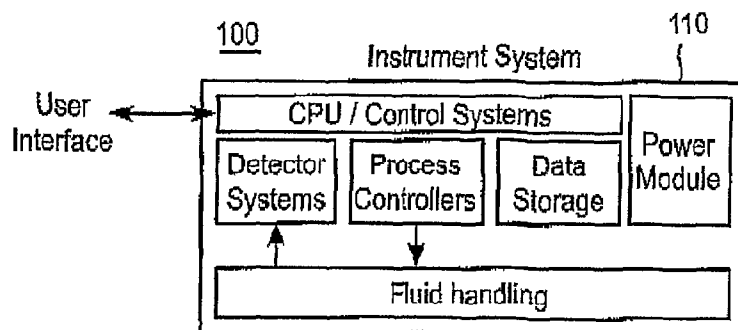 100
110
Instrument System
User
Interface
CPU / Control Systems
Detector
Systems
Process
Controllers
Data
Storage
Power
Module
Fluid handling